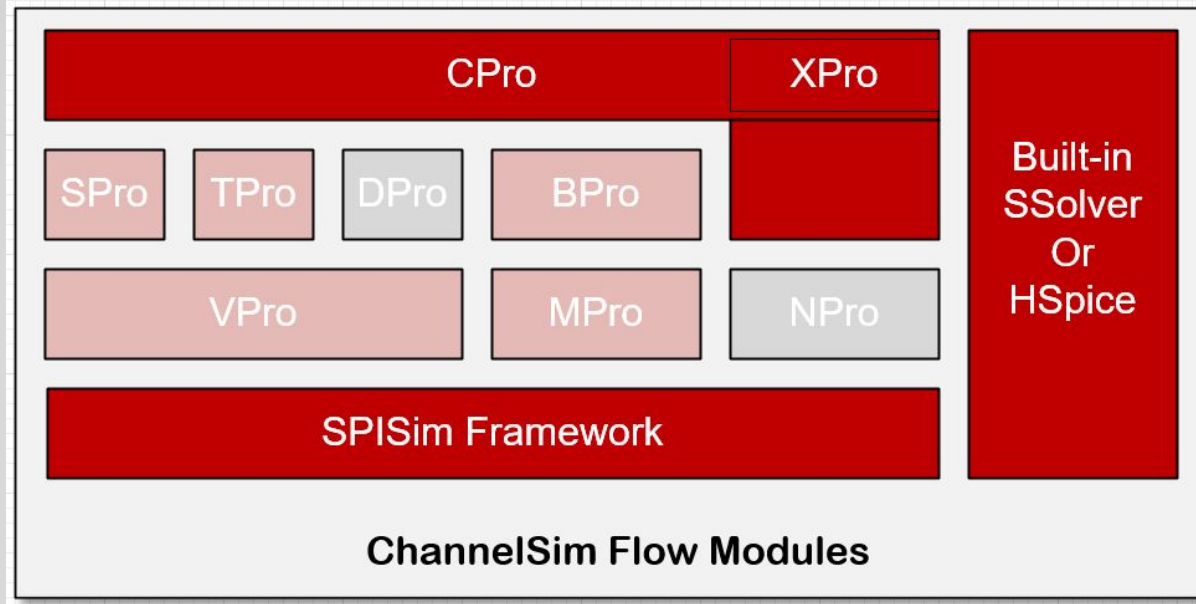 CPro
XPro
SPro
TPro
DPro
BPro
Built-in
SSolver
Or
HSpice
VPro
MPro
NPro
SPISim Framework
ChannelSim Flow Modules